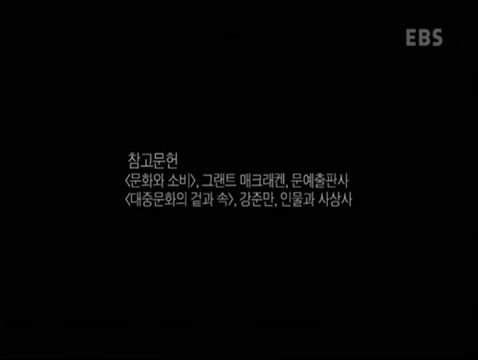 EBS
참고문헌
<문화와 소비>, 그랜트 매크래켄, 문예출판사
<대중문화의 겉과 속>, 강준만, 인물과 사상사